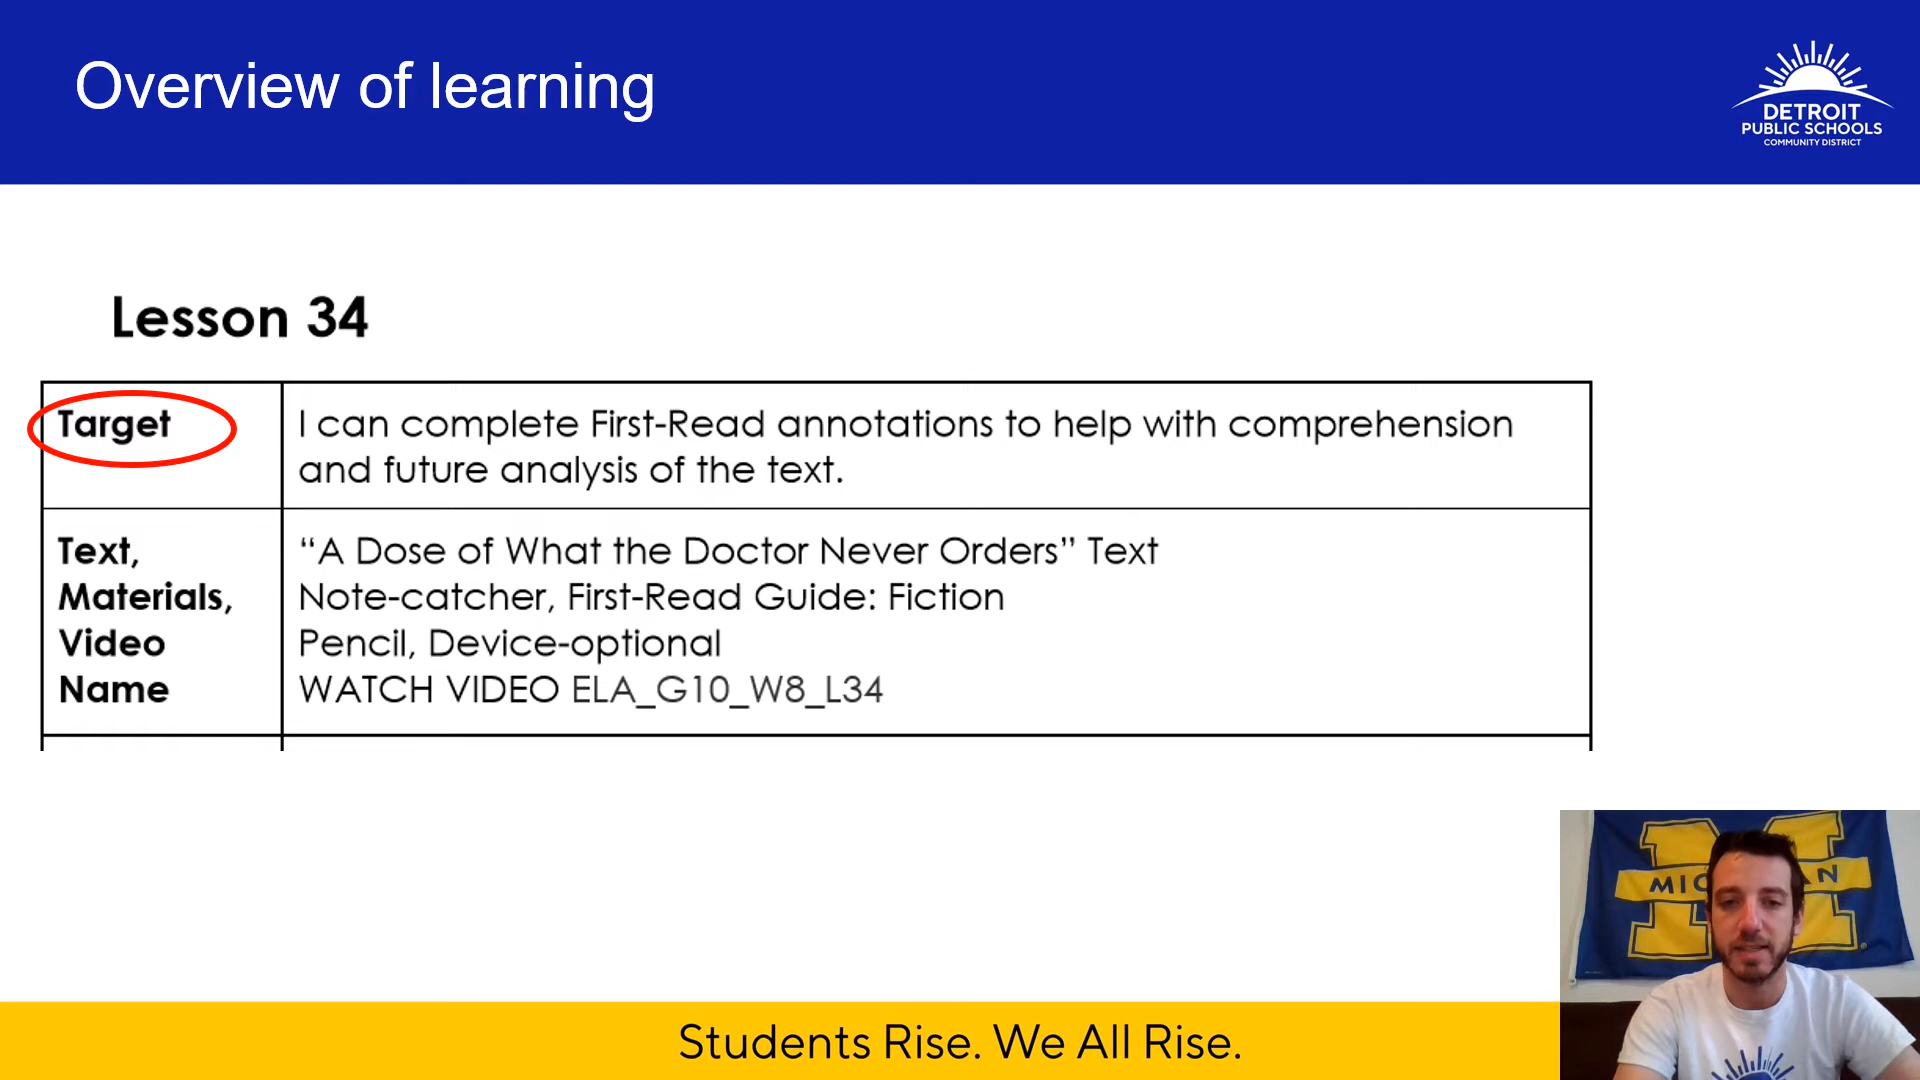 Overview of learning
DETROIT
PUBLIC SCHOOLS
COMMUNITY DISTRICT
Lesson 34
Target
I can complete First-Read annotations to help with comprehension
and future analysis of the text.
Text,
Materials,
Video
Name
“A Dose of What the Doctor Never Orders” Text
Note-catcher, First-Read Guide: Fiction
Pencil, Device-optional
WATCH VIDEO ELA_G10_W8_L34
Students Rise. We All Rise.